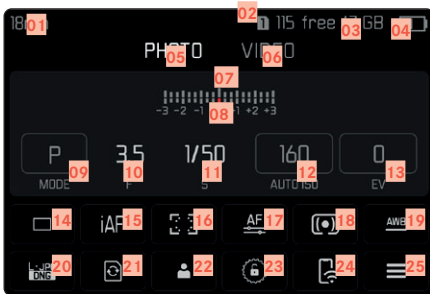 02
18 01 1 115 free 03 GB 04
PHOTO VIDEO
05 06
07
-3 -2 -1 08 +2 +3
P 3.5 1/50 160 0
09 10 11 12 13
MODE F S AUTO ISO EV
14 iAF 15 16 AF 17 18 AWB 19
DNG 20 21 22 23 24 25